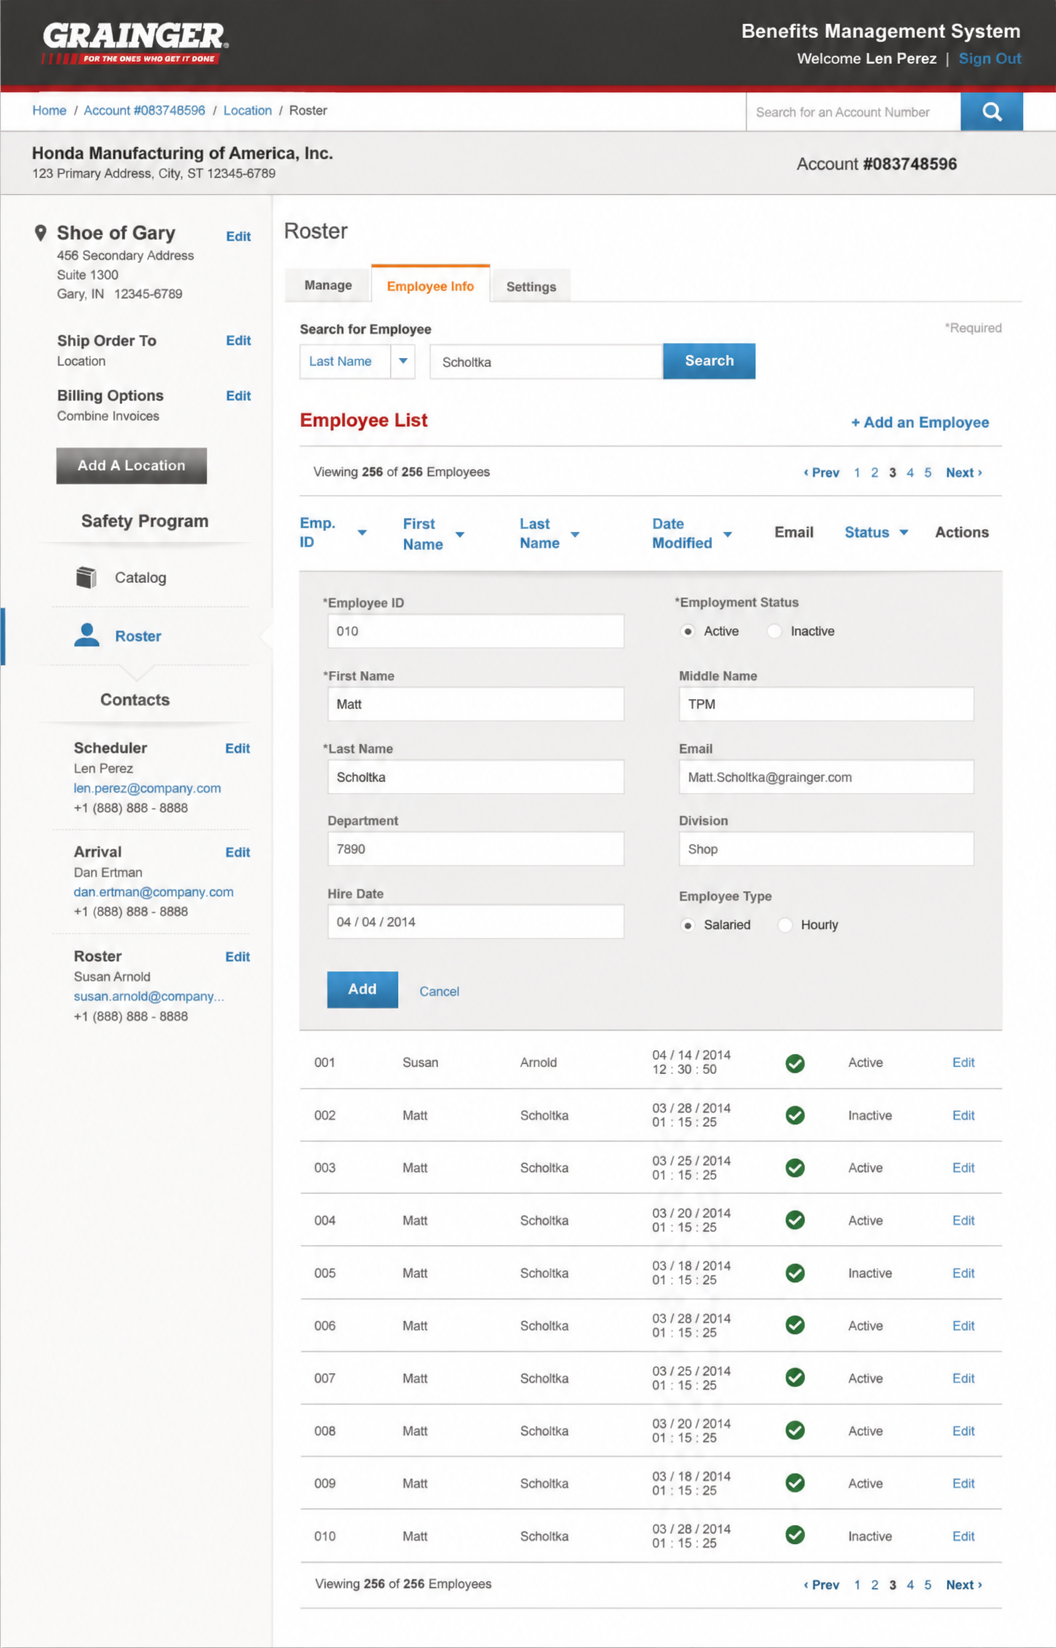 GRAINGER®
FOR THE ONES WHO GET IT DONE
Benefits Management System
Welcome Len Perez | Sign Out
Home / Account #083748596 / Location / Roster
Search for an Account Number
Honda Manufacturing of America, Inc.
123 Primary Address, City, ST 12345-6789
Account #083748596
Shoe of Gary
Edit
456 Secondary Address
Suite 1300
Gary, IN 12345-6789
Ship Order To
Edit
Location
Billing Options
Edit
Combine Invoices
Add A Location
Safety Program
Catalog
Roster
Contacts
Scheduler
Edit
Len Perez
len.perez@company.com
+1 (888) 888 - 8888
Arrival
Edit
Dan Ertman
dan.ertman@company.com
+1 (888) 888 - 8888
Roster
Edit
Susan Arnold
susan.arnold@company...
+1 (888) 888 - 8888
Roster
Manage
Employee Info
Settings
Search for Employee
*Required
Last Name
Scholtka
Search
Employee List
+ Add an Employee
Viewing 256 of 256 Employees
‹ Prev 1 2 3 4 5 Next ›
Emp. ID
First Name
Last Name
Date Modified
Email
Status
Actions
*Employee ID
010
*Employment Status
Active
Inactive
*First Name
Matt
Middle Name
TPM
*Last Name
Scholtka
Email
Matt.Scholtka@grainger.com
Department
7890
Division
Shop
Hire Date
04 / 04 / 2014
Employee Type
Salaried
Hourly
Add
Cancel
001 Susan Arnold 04 / 14 / 2014 12 : 30 : 50 Active Edit
002 Matt Scholtka 03 / 28 / 2014 01 : 15 : 25 Inactive Edit
003 Matt Scholtka 03 / 25 / 2014 01 : 15 : 25 Active Edit
004 Matt Scholtka 03 / 20 / 2014 01 : 15 : 25 Active Edit
005 Matt Scholtka 03 / 18 / 2014 01 : 15 : 25 Inactive Edit
006 Matt Scholtka 03 / 28 / 2014 01 : 15 : 25 Active Edit
007 Matt Scholtka 03 / 25 / 2014 01 : 15 : 25 Active Edit
008 Matt Scholtka 03 / 20 / 2014 01 : 15 : 25 Active Edit
009 Matt Scholtka 03 / 18 / 2014 01 : 15 : 25 Active Edit
010 Matt Scholtka 03 / 28 / 2014 01 : 15 : 25 Inactive Edit
Viewing 256 of 256 Employees
‹ Prev 1 2 3 4 5 Next ›